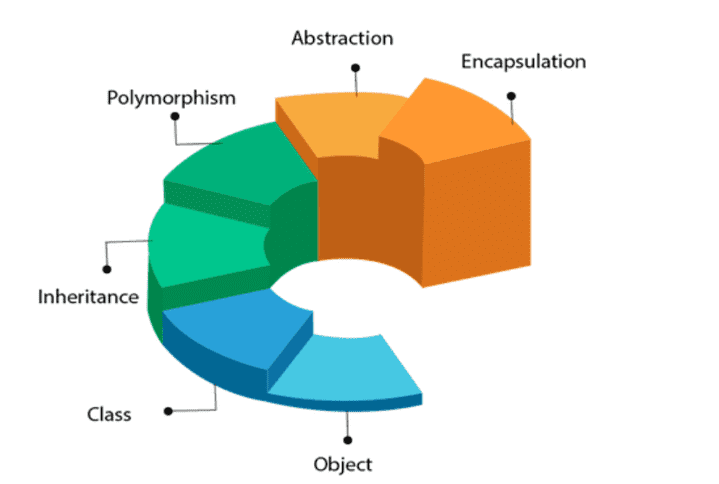 Abstraction
Encapsulation
Polymorphism
Inheritance
Class
Object